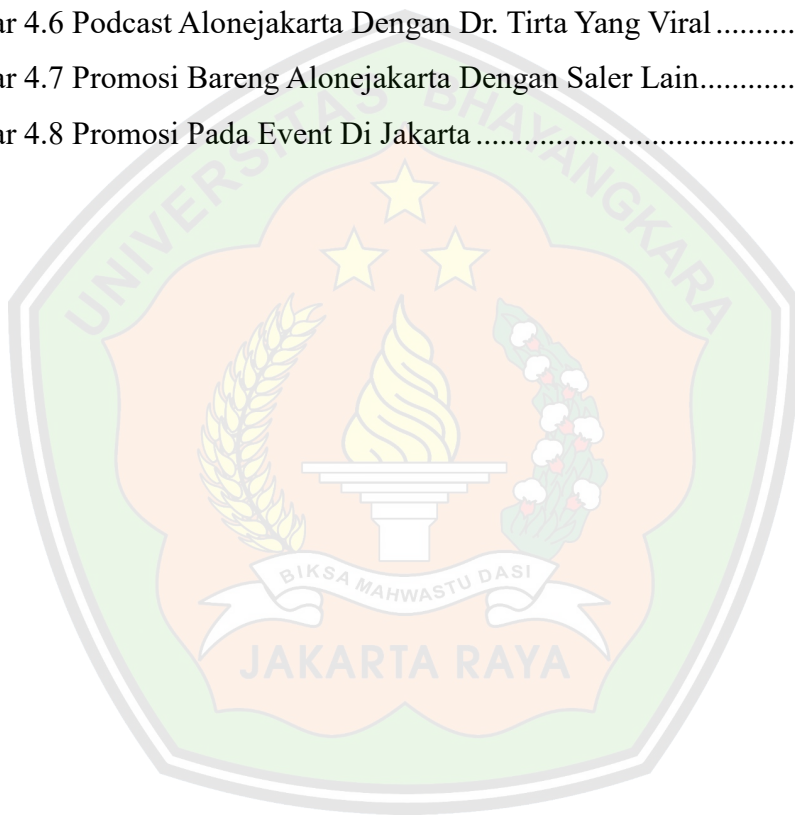 ar 4.6 Podcast Alonejakarta Dengan Dr. Tirta Yang Viral..........
ar 4.7 Promosi Bareng Alonejakarta Dengan Saler Lain............
ar 4.8 Promosi Pada Event Di Jakarta........................................
UNIVERSITAS BHAYANGKARA
BIKSA MAHWASTU DASI
JAKARTA RAYA